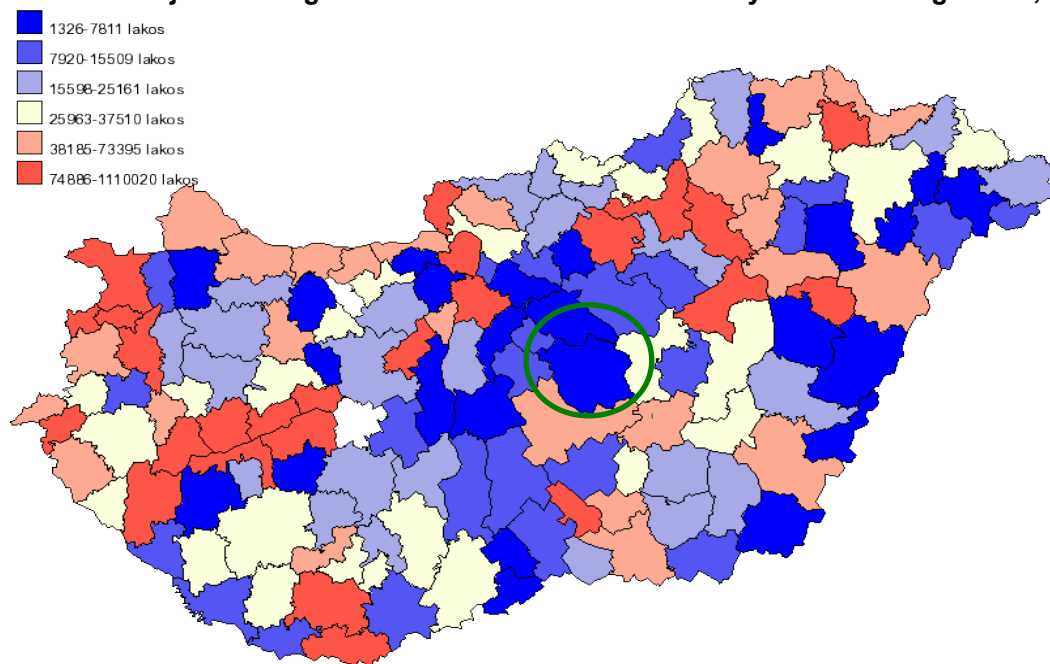 1326-7811 lakos
7920-15509 lakos
15598-25161 lakos
25963-37510 lakos
38185-73395 lakos
74886-1110020 lakos